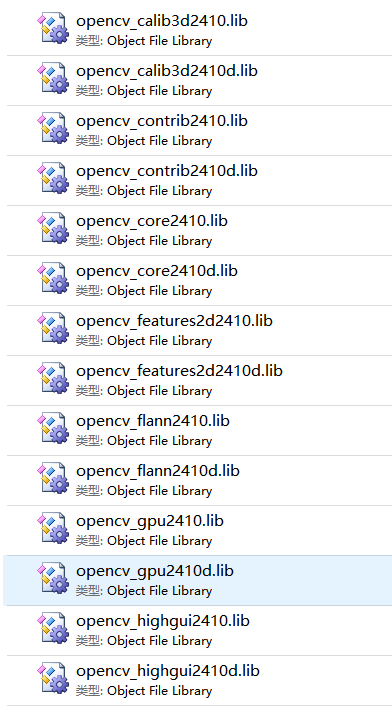 opencv_calib3d2410.lib
类型: Object File Library
opencv_calib3d2410d.lib
类型: Object File Library
opencv_contrib2410.lib
类型: Object File Library
opencv_contrib2410d.lib
类型: Object File Library
opencv_core2410.lib
类型: Object File Library
opencv_core2410d.lib
类型: Object File Library
opencv_features2d2410.lib
类型: Object File Library
opencv_features2d2410d.lib
类型: Object File Library
opencv_flann2410.lib
类型: Object File Library
opencv_flann2410d.lib
类型: Object File Library
opencv_gpu2410.lib
类型: Object File Library
opencv_gpu2410d.lib
类型: Object File Library
opencv_highgui2410.lib
类型: Object File Library
opencv_highgui2410d.lib
类型: Object File Library